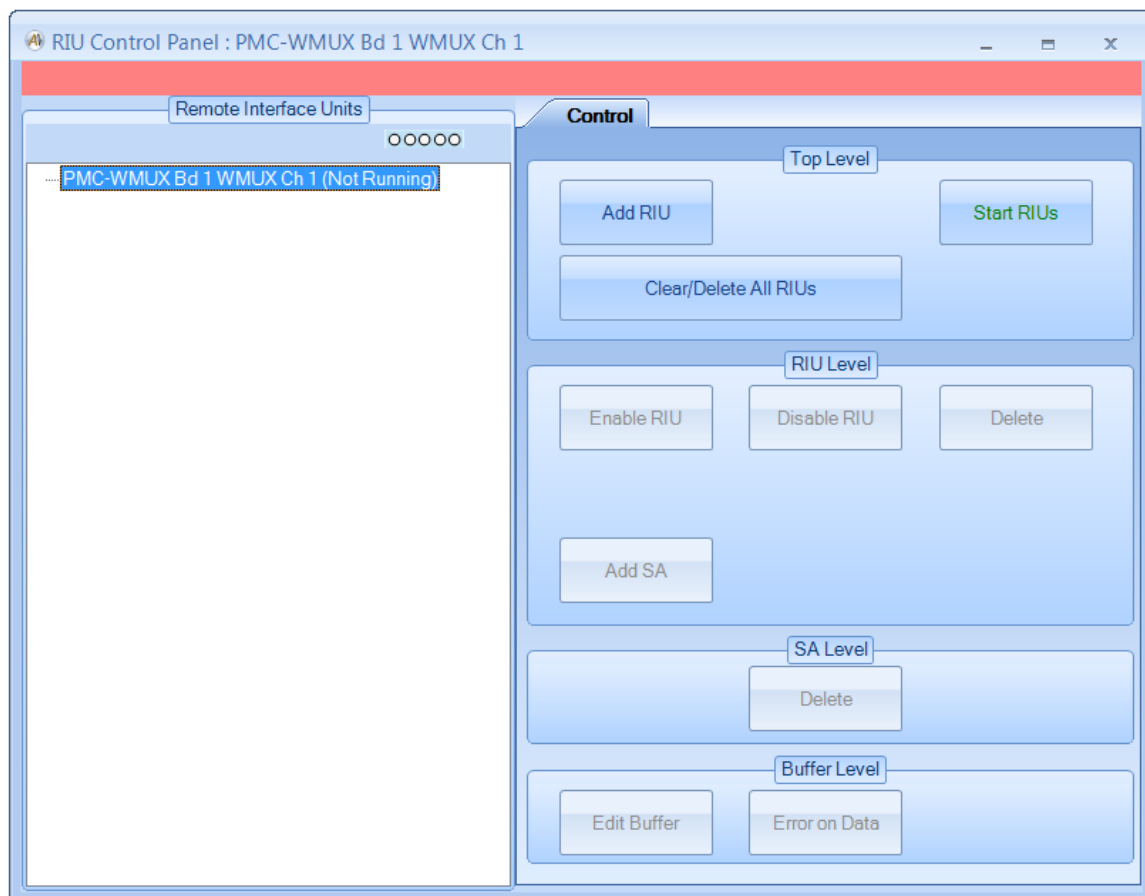 RIU Control Panel : PMC-WMUX Bd 1 WMUX Ch 1
Remote Interface Units
PMC-WMUX Bd 1 WMUX Ch 1 (Not Running)
Control
Top Level
Add RIU
Start RIUs
Clear/Delete All RIUs
RIU Level
Enable RIU
Disable RIU
Delete
Add SA
SA Level
Delete
Buffer Level
Edit Buffer
Error on Data